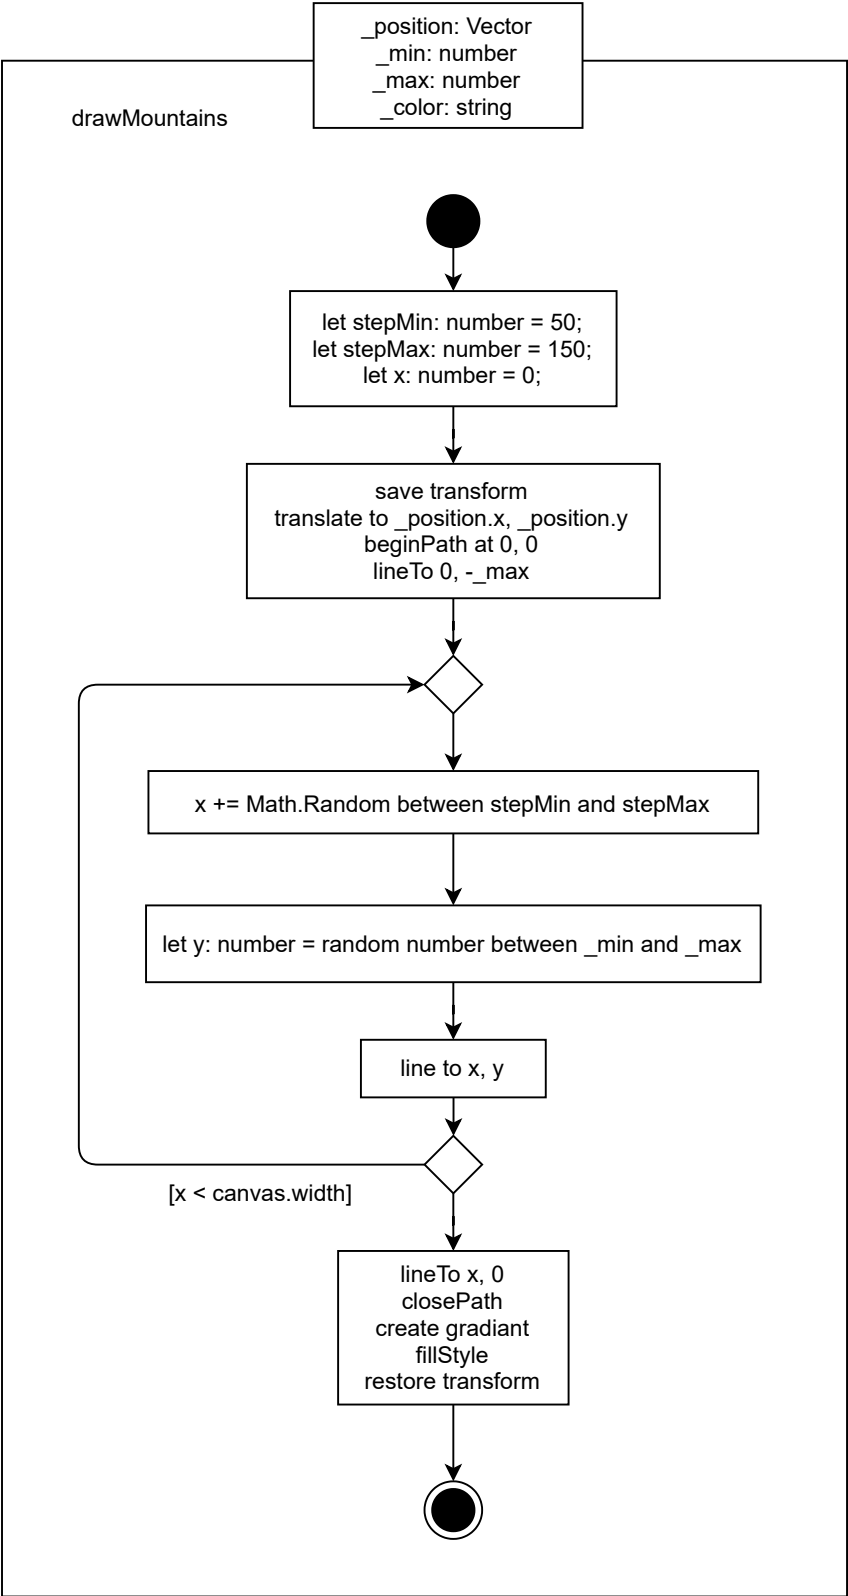 _position: Vector
_min: number
_max: number
_color: string
drawMountains
let stepMin: number = 50;
let stepMax: number = 150;
let x: number = 0;
save transform
translate to _position.x, _position.y
beginPath at 0, 0
lineTo 0, -_max
x += Math.Random between stepMin and stepMax
let y: number = random number between _min and _max
line to x, y
[x < canvas.width]
lineTo x, 0
closePath
create gradiant
fillStyle
restore transform